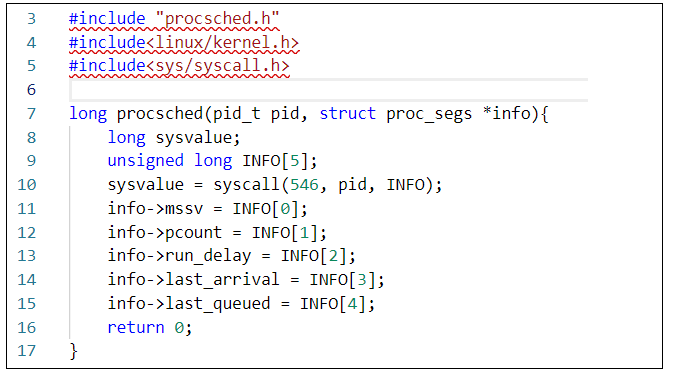 3 #include "procsched.h"
4 #include<linux/kernel.h>
5 #include<sys/syscall.h>
6
7 long procsched(pid_t pid, struct proc_segs *info){
8     long sysvalue;
9     unsigned long INFO[5];
10     sysvalue = syscall(546, pid, INFO);
11     info->mssv = INFO[0];
12     info->pcount = INFO[1];
13     info->run_delay = INFO[2];
14     info->last_arrival = INFO[3];
15     info->last_queued = INFO[4];
16     return 0;
17 }